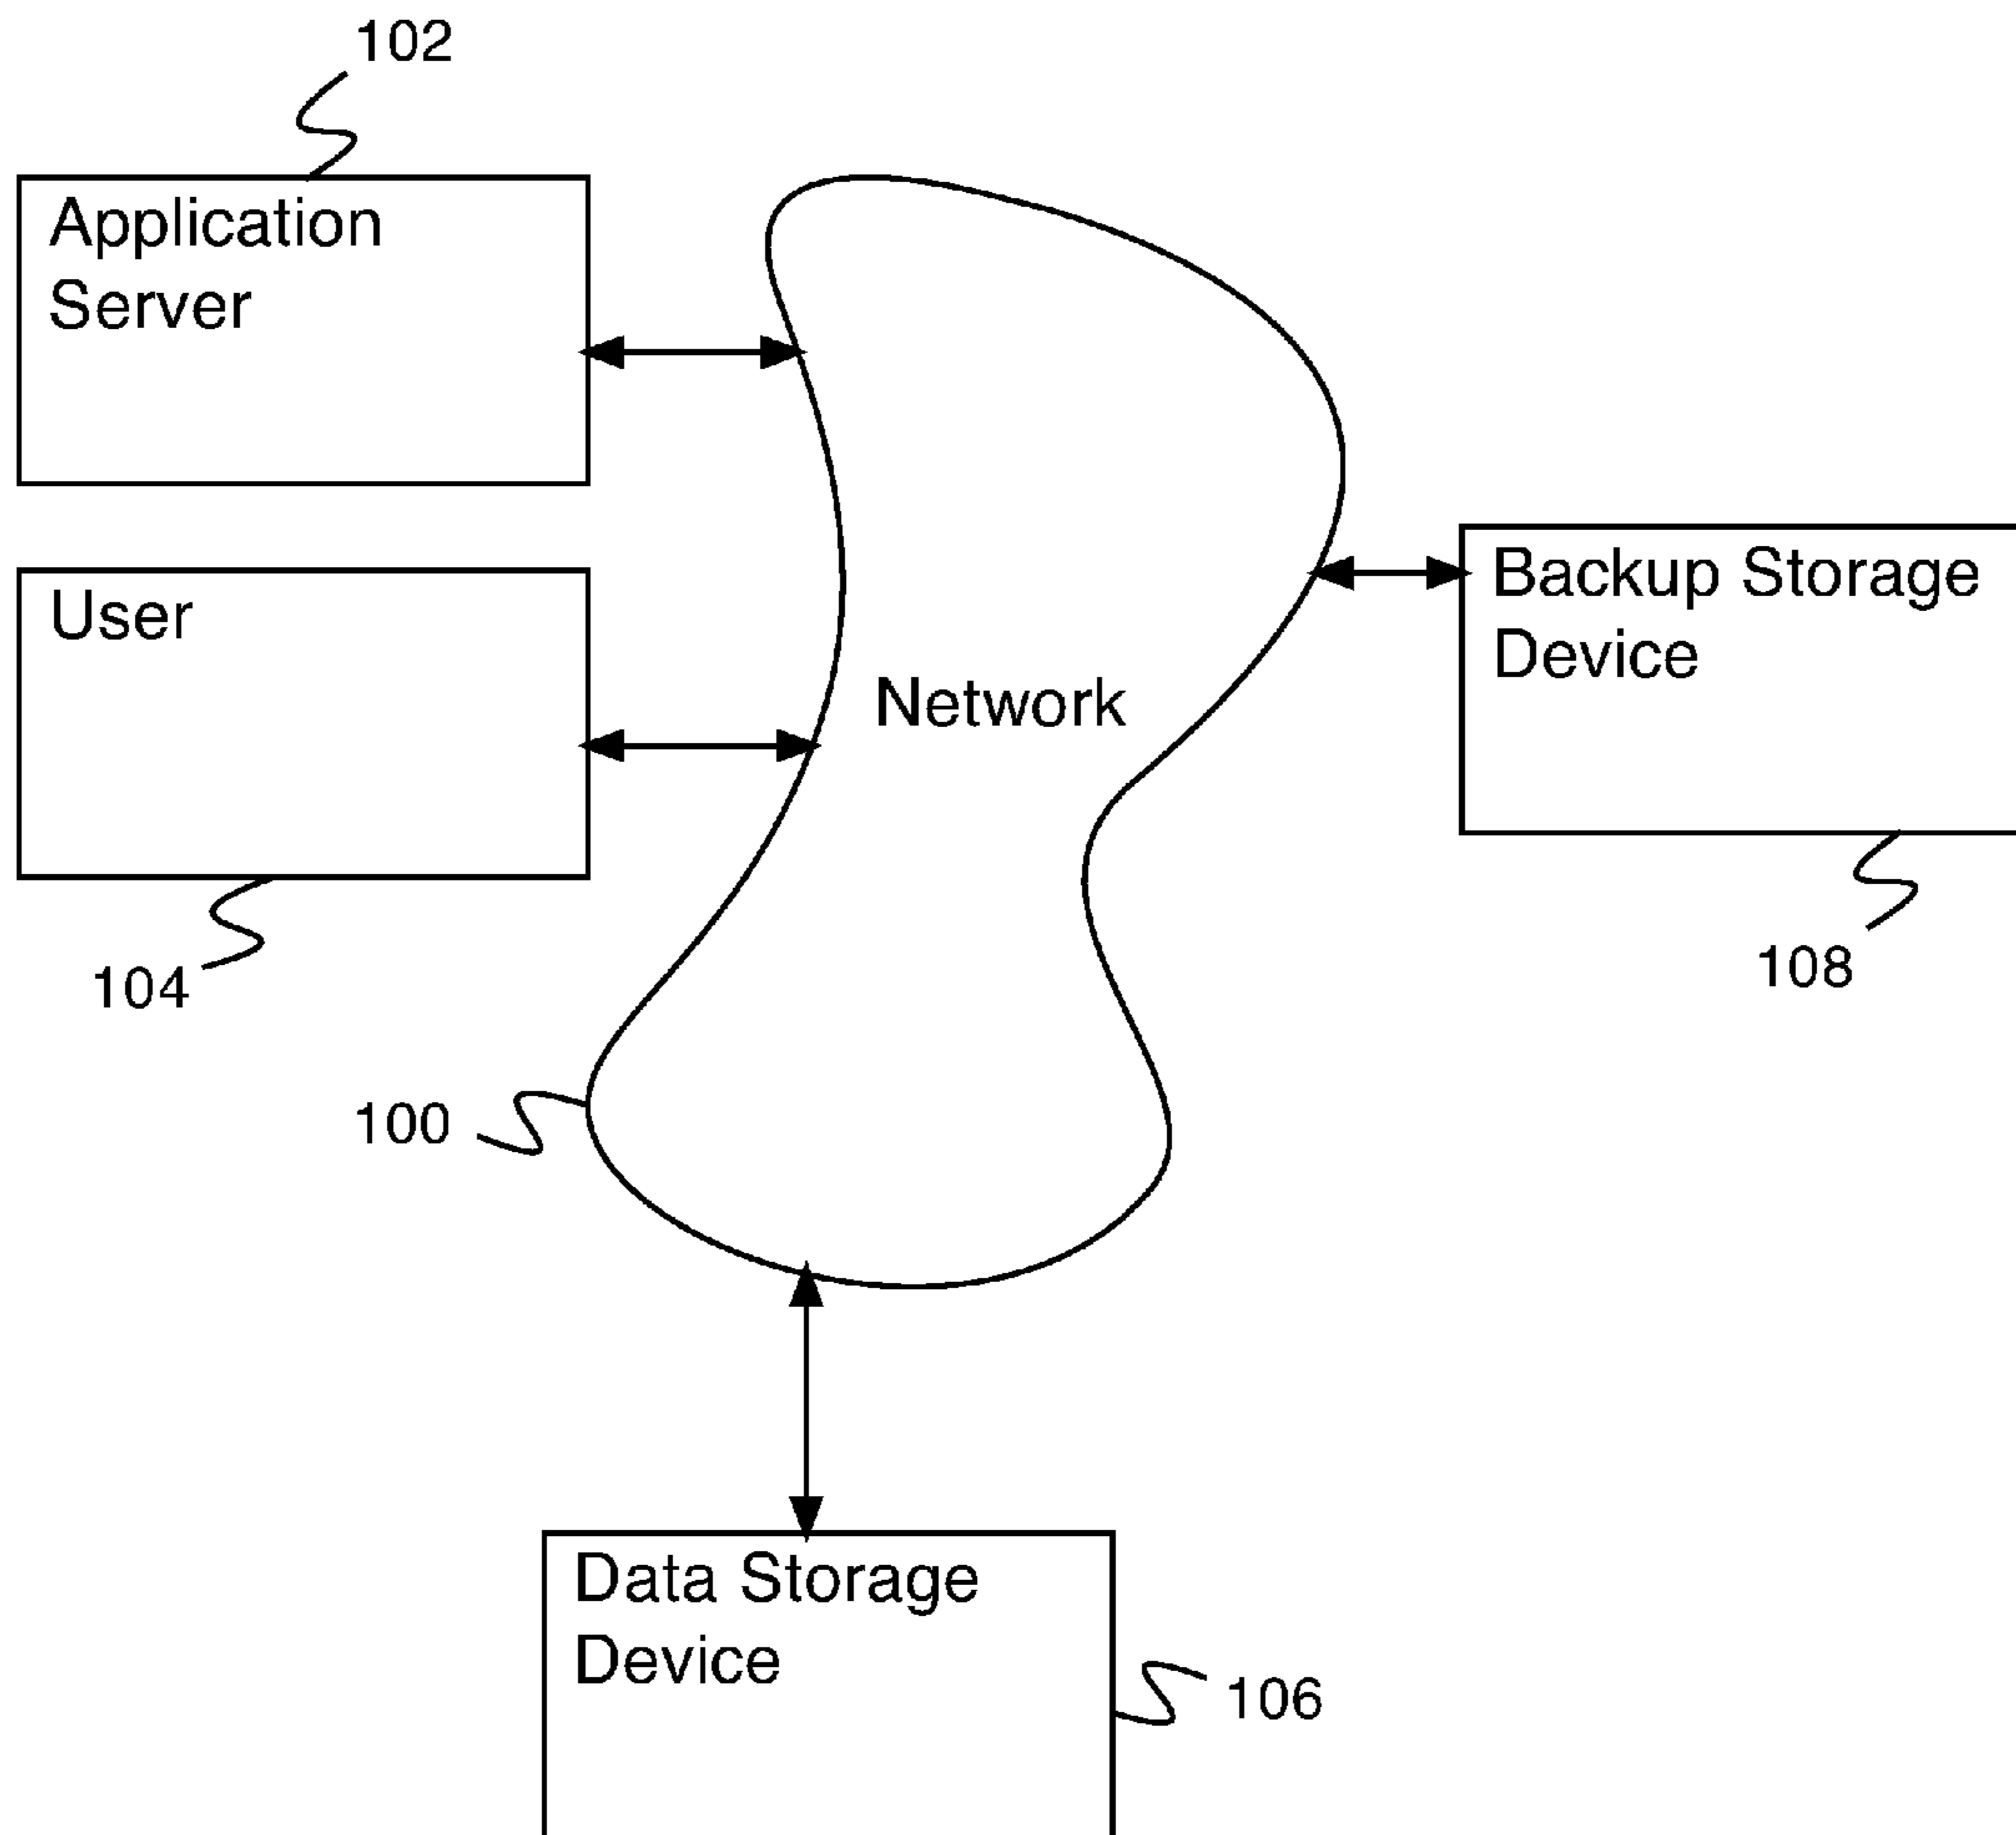 102
Application
Server
User
Network
Backup Storage
Device
104
108
100
Data Storage
Device
106